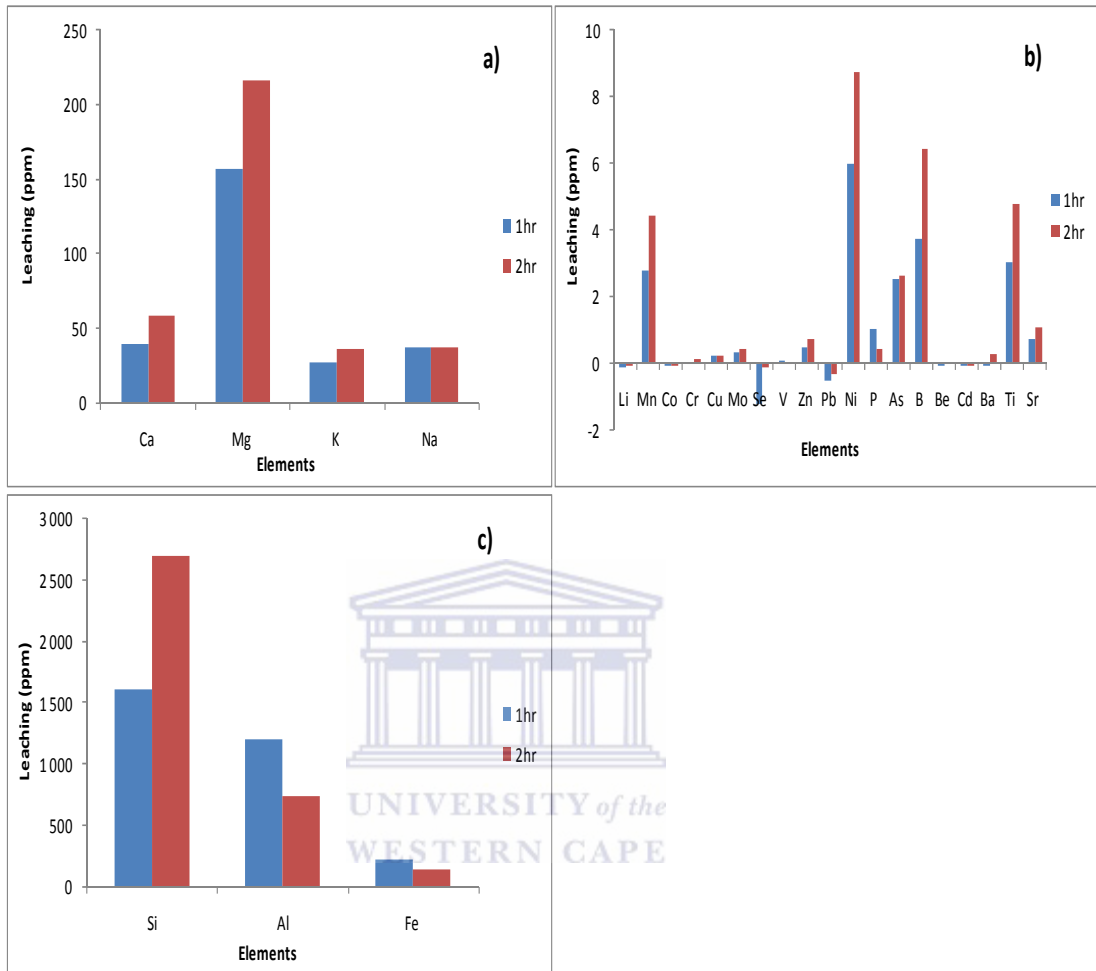 a)
250
200
150
100
50
0
Leaching (ppm)
Ca Mg K Na
Elements
1hr
2hr
b)
10
8
6
4
2
0
-2
Leaching (ppm)
Li Mn Co Cr Cu Mo Se V Zn Pb Ni P As B Be Cd Ba Ti Sr
Elements
1hr
2hr
c)
3 000
2 500
2 000
1 500
1 000
500
0
Leaching (ppm)
Si Al Fe
Elements
1hr
2hr
UNIVERSITY of the
WESTERN CAPE